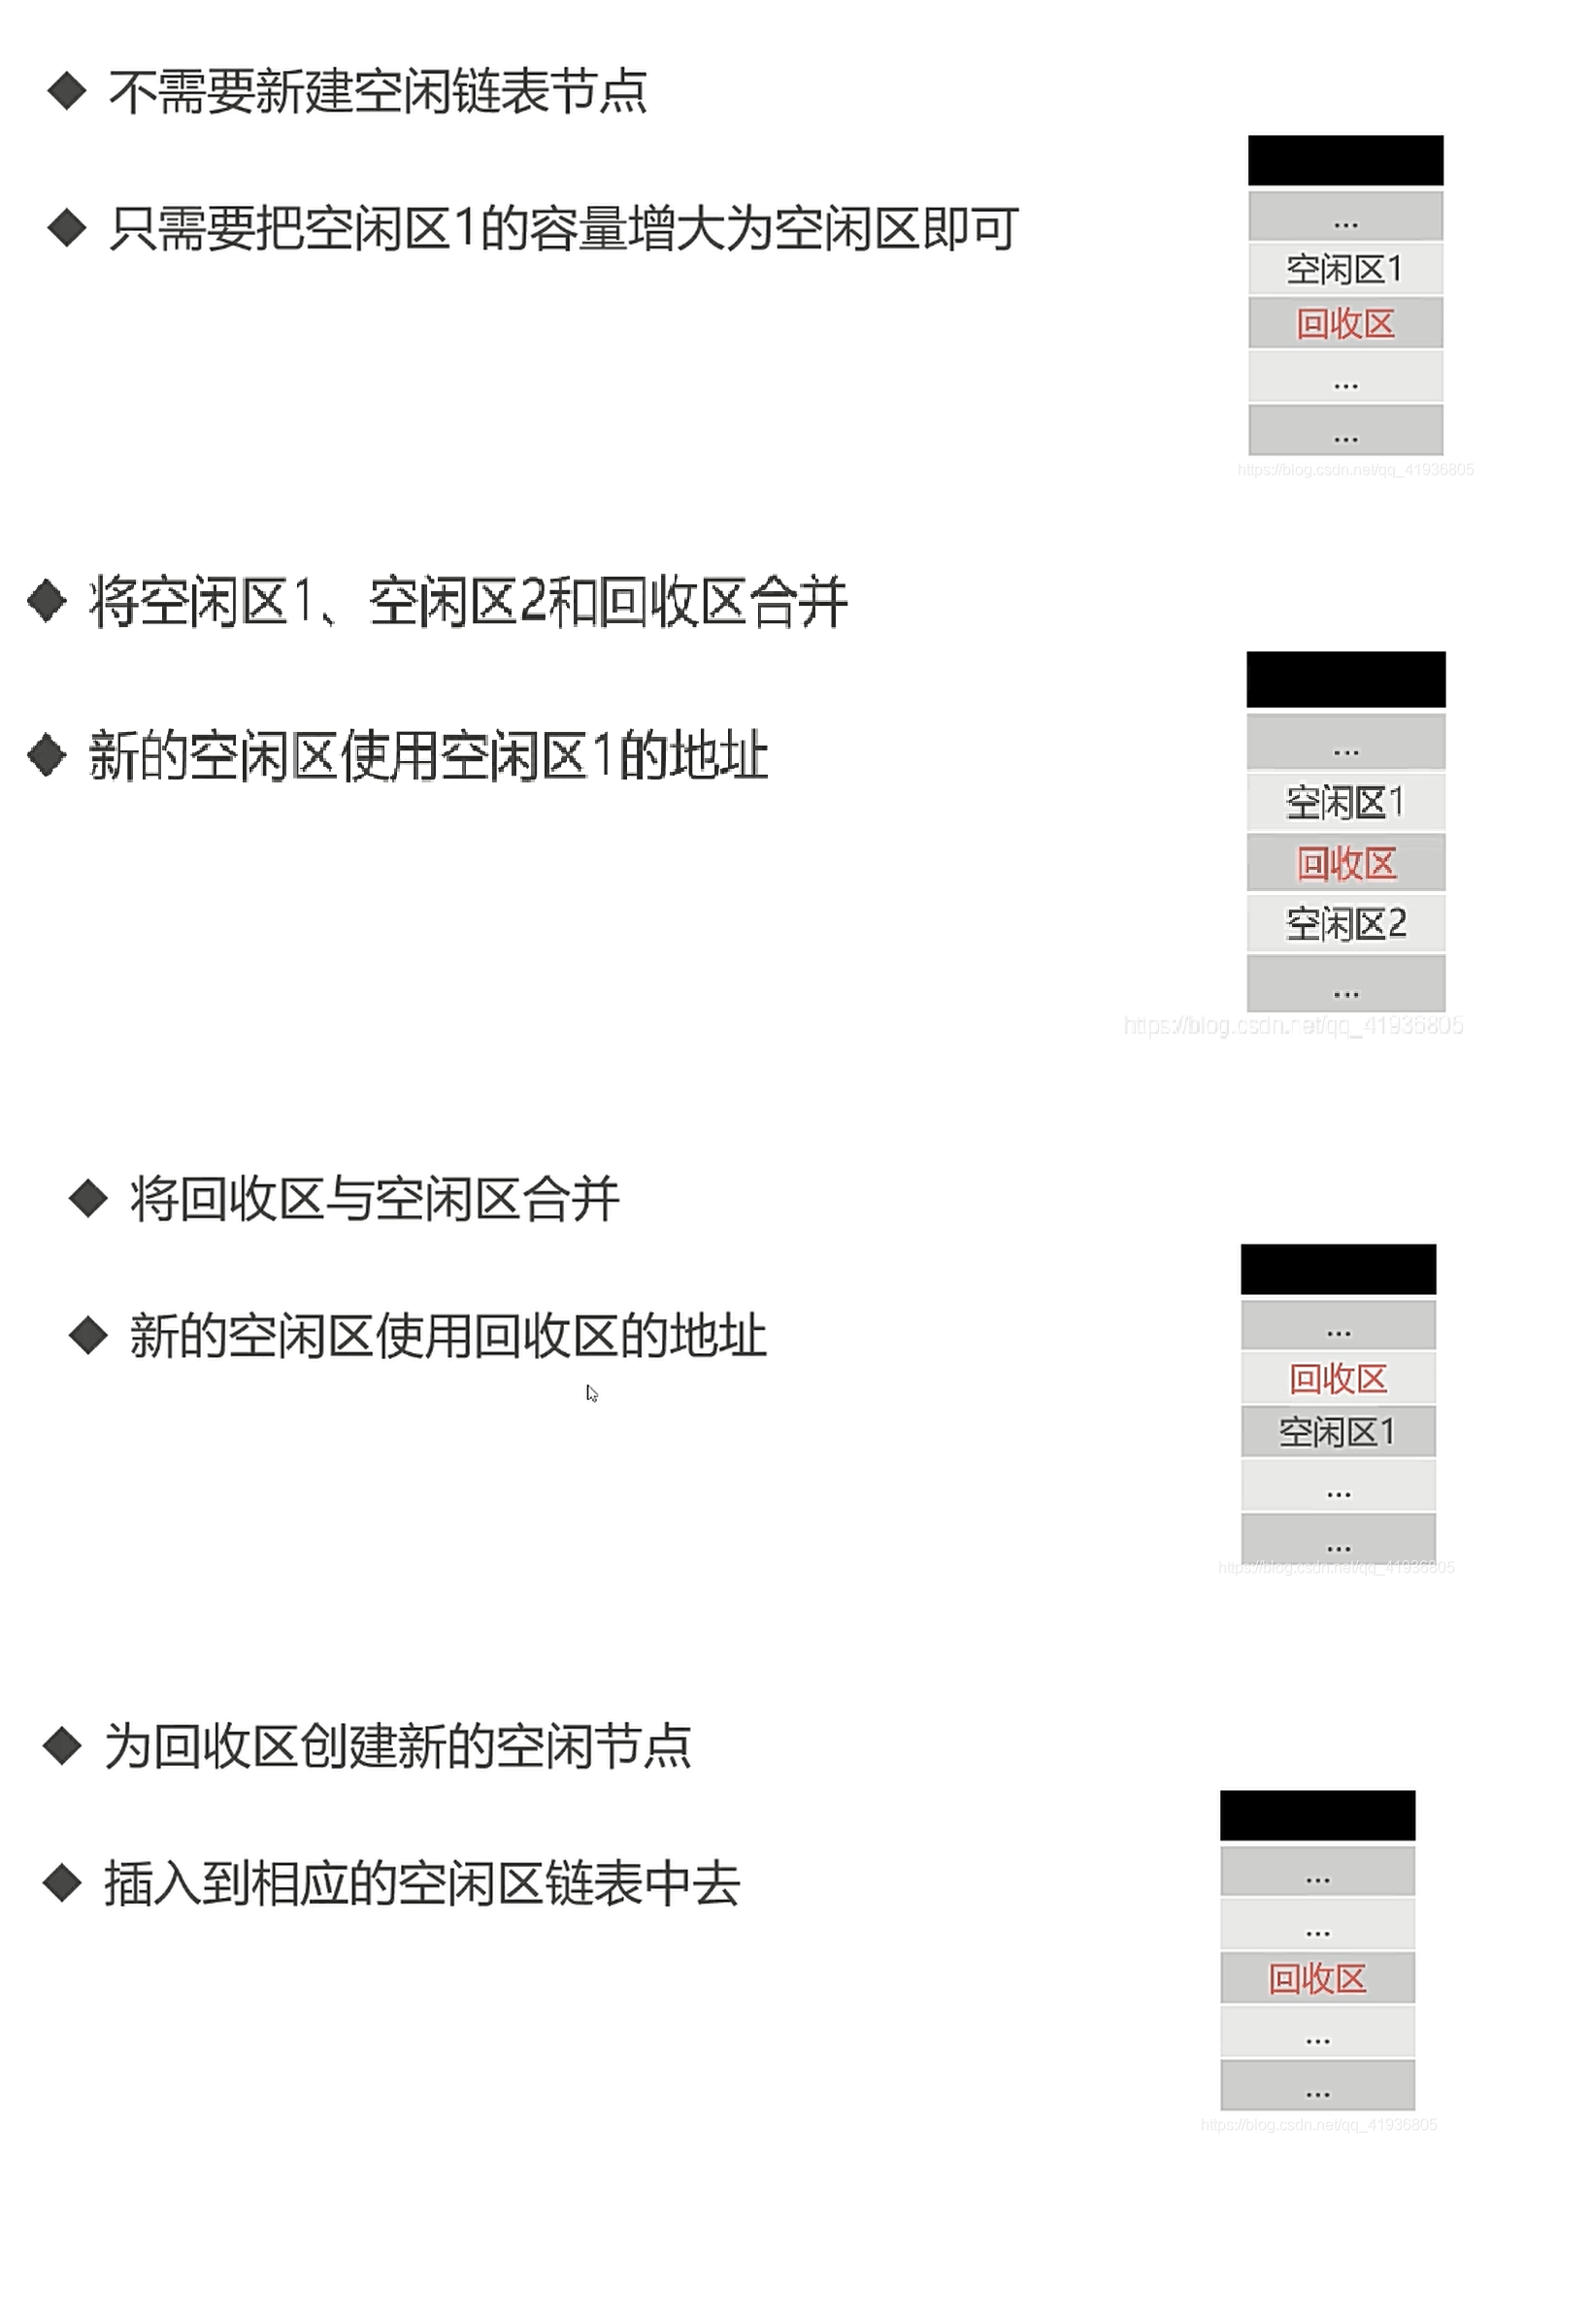 ◆ 不需要新建空闲链表节点
◆ 只需要把空闲区1的容量增大为空闲区即可
...
空闲区1
回收区
...
...
https://blog.csdn.net/qq_41936805
◆ 将空闲区1、空闲区2和回收区合并
◆ 新的空闲区使用空闲区1的地址
...
空闲区1
回收区
空闲区2
...
https://blog.csdn.net/qq_41936805
◆ 将回收区与空闲区合并
◆ 新的空闲区使用回收区的地址
...
回收区
空闲区1
...
...
https://blog.csdn.net/qq_41936805
◆ 为回收区创建新的空闲节点
◆ 插入到相应的空闲区链表中去
...
...
回收区
...
...
https://blog.csdn.net/qq_41936805